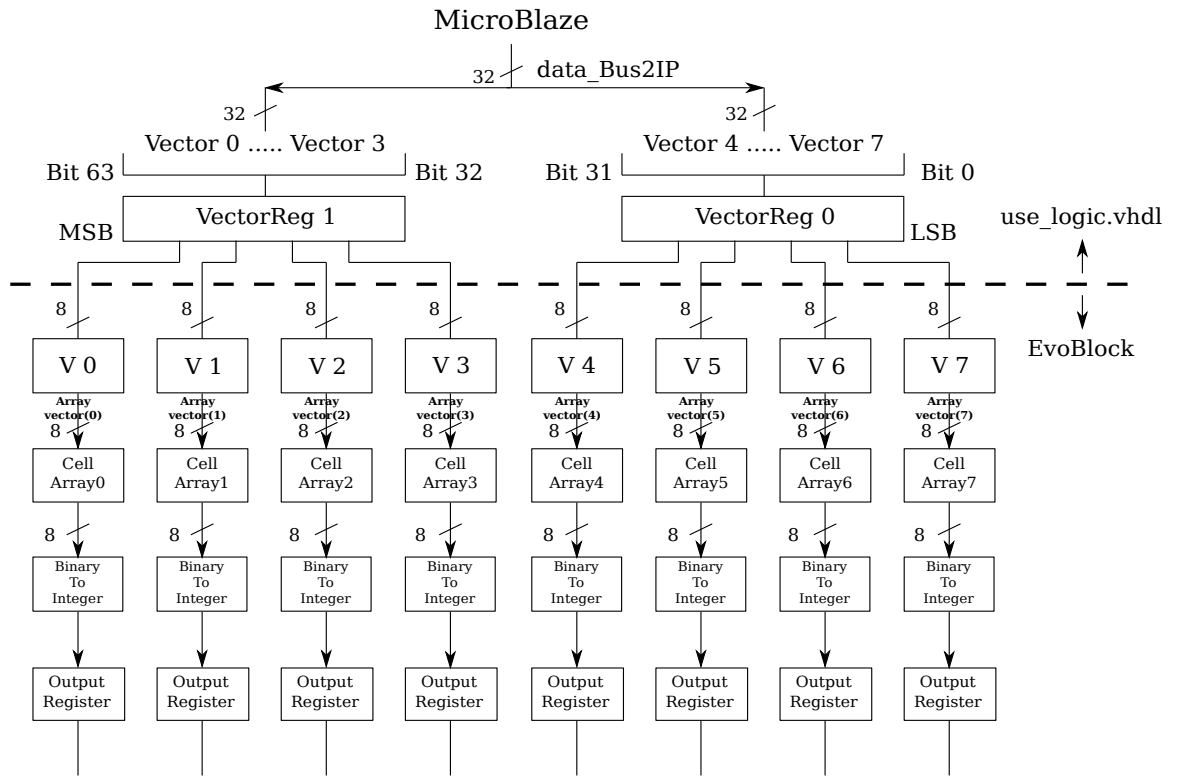 MicroBlaze
32 data_Bus2IP
32 32
Vector 0 ..... Vector 3 Vector 4 ..... Vector 7
Bit 63 Bit 32 Bit 31 Bit 0
VectorReg 1 VectorReg 0 use_logic.vhdl
MSB LSB
8 8 8 8 8 8 8 8
EvoBlock
V 0 V 1 V 2 V 3 V 4 V 5 V 6 V 7
Array Array Array Array Array Array Array Array
vector(0) vector(1) vector(2) vector(3) vector(4) vector(5) vector(6) vector(7)
8 8 8 8 8 8 8 8
Cell Cell Cell Cell Cell Cell Cell Cell
Array0 Array1 Array2 Array3 Array4 Array5 Array6 Array7
8 8 8 8 8 8 8 8
Binary Binary Binary Binary Binary Binary Binary Binary
To To To To To To To To
Integer Integer Integer Integer Integer Integer Integer Integer
Output Output Output Output Output Output Output Output
Register Register Register Register Register Register Register Register